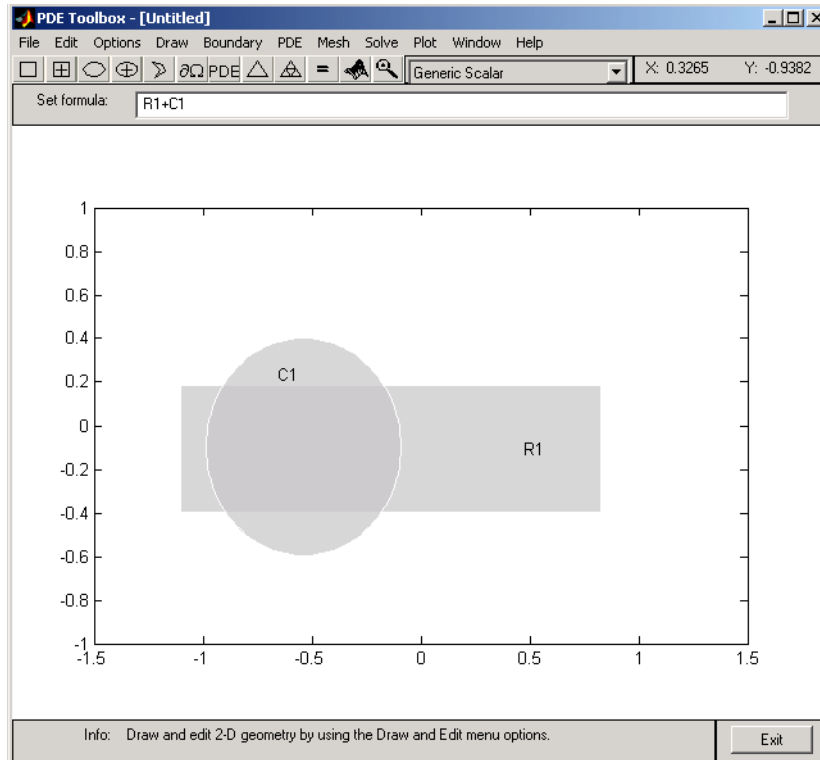 PDE Toolbox - [Untitled]
File Edit Options Draw Boundary PDE Mesh Solve Plot Window Help
∂Ω PDE = Generic Scalar X: 0.3265 Y: -0.9382
Set formula: R1+C1
1
0.8
0.6
0.4
C1
0.2
0
R1
-0.2
-0.4
-0.6
-0.8
-1
-1.5 -1 -0.5 0 0.5 1 1.5
Info: Draw and edit 2-D geometry by using the Draw and Edit menu options. Exit